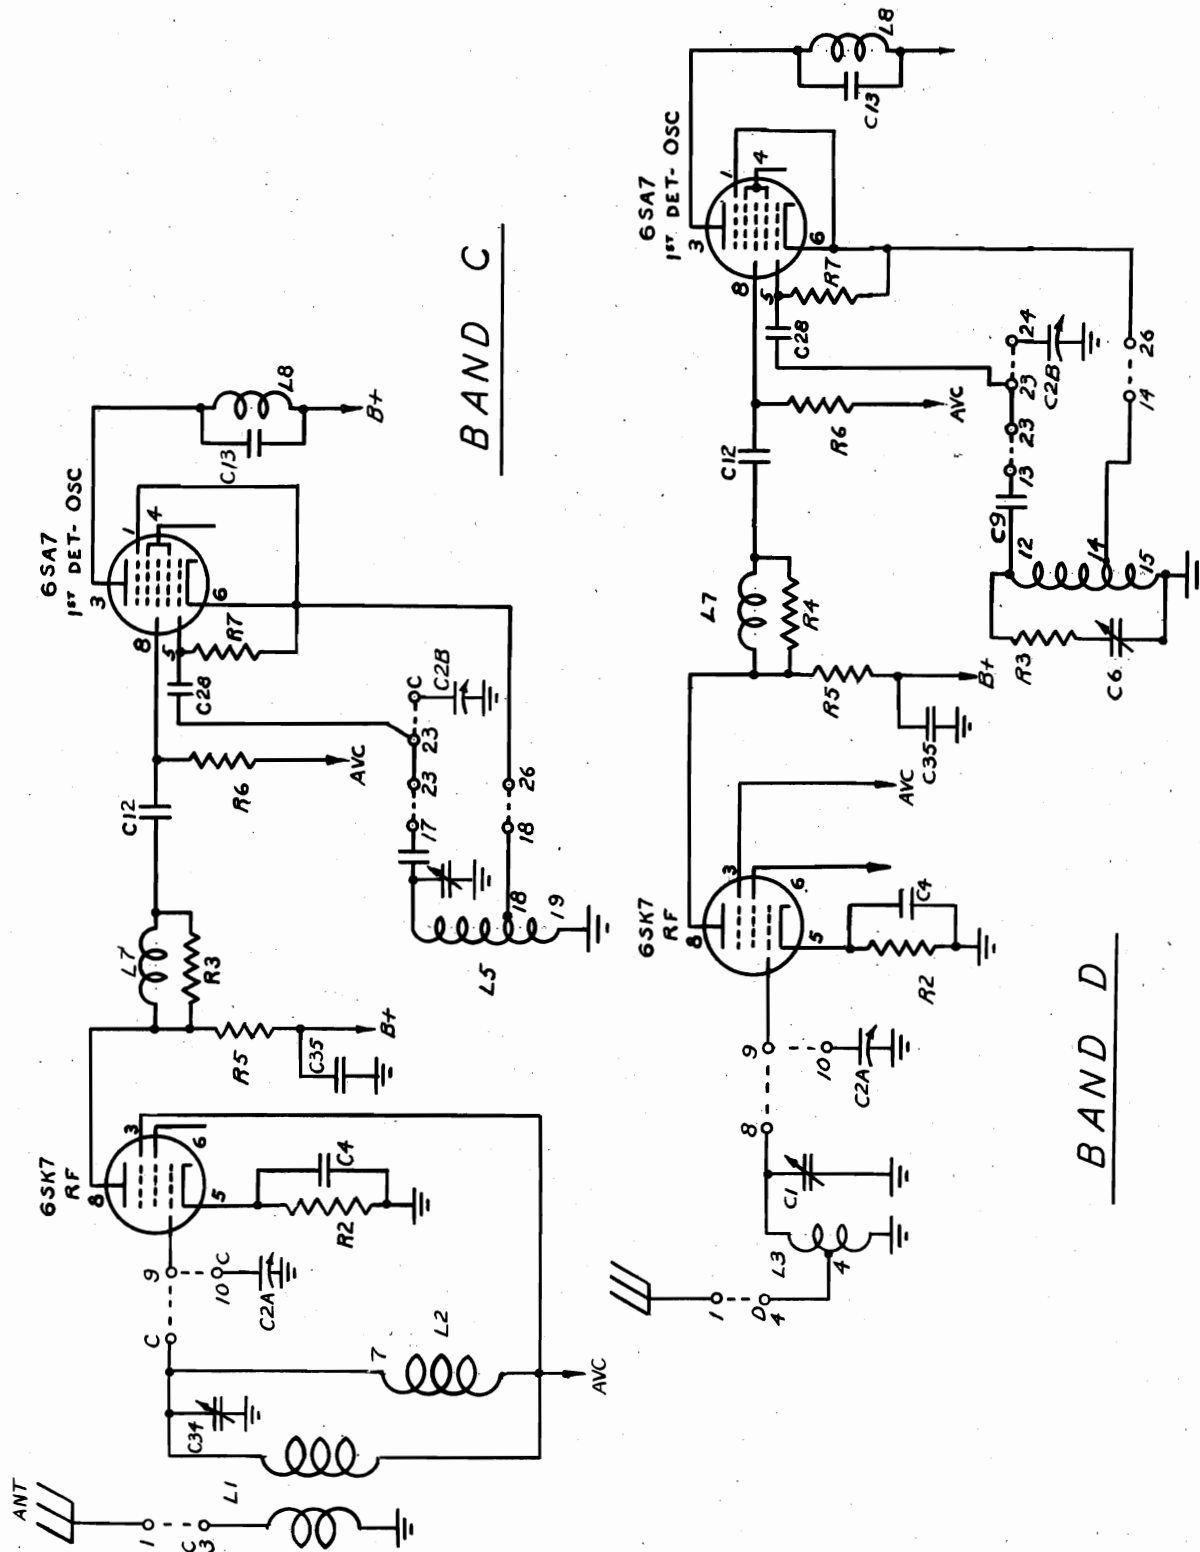 ANT
1
C
3
L1
C34
C
9
10
C
C2A
7
L2
AVC
6SK7
RF
8
3
6
5
C4
R2
R5
C35
B+
L7
R3
C12
R6
AVC
6SA7
1ST DET- OSC
3
1
4
8
5
6
R7
C28
C13
L8
B+
C
C2B
23
23
17
26
18
18
19
L5
BAND C
1
D
4
4
L3
C1
8
9
10
C2A
6SK7
RF
8
3
6
5
C4
R2
AVC
R5
C35
B+
L7
R4
C12
R6
AVC
6SA7
1ST DET- OSC
3
1
4
8
5
6
R7
C28
C13
L8
24
C2B
23
23
13
C9
12
14
15
14
26
R3
C6
BAND D